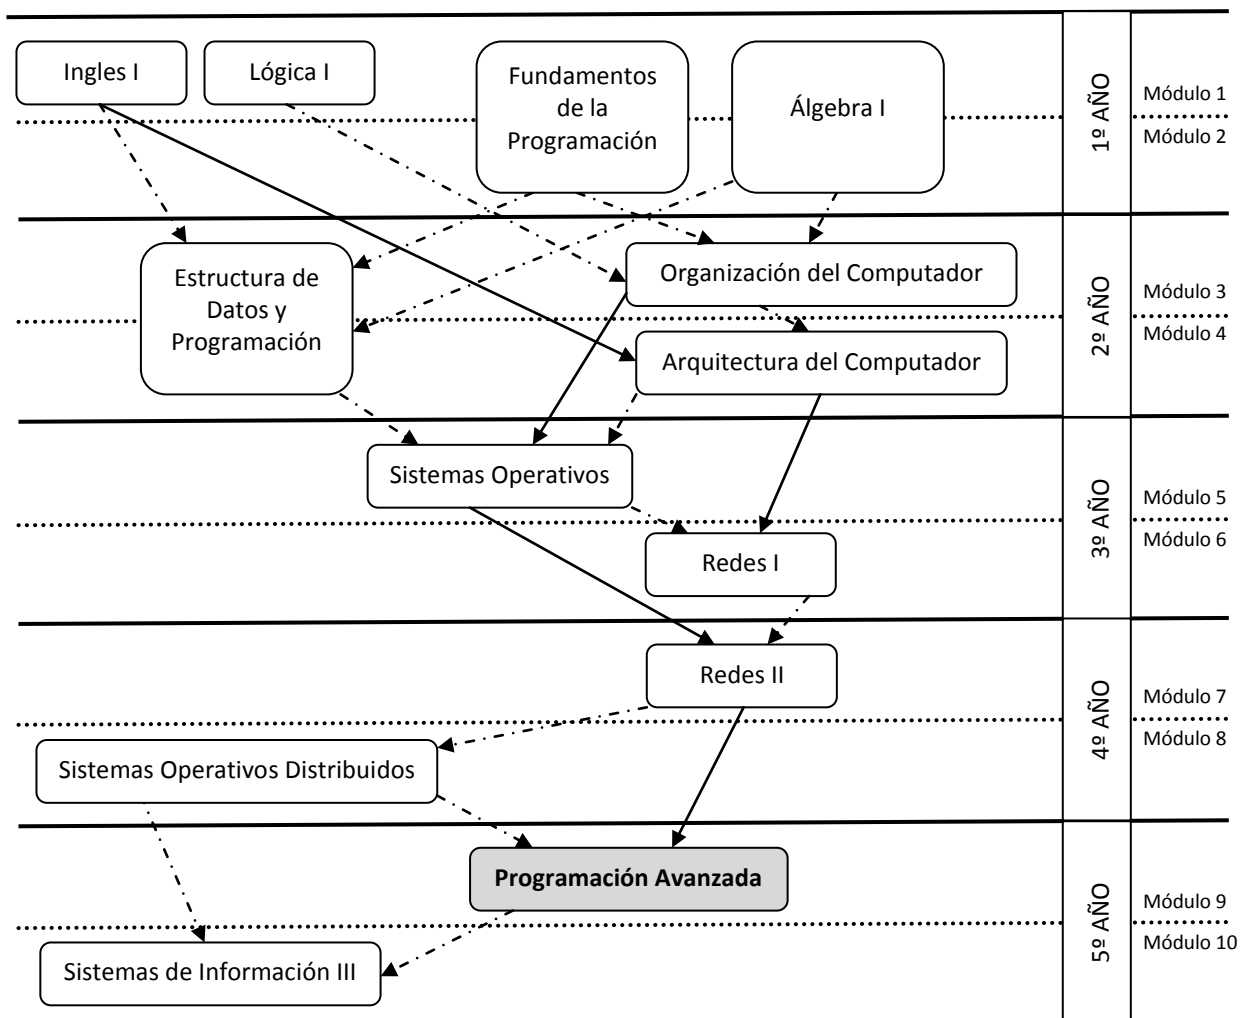 Ingles I
Lógica I
Fundamentos
de la
Programación
Álgebra I
1º AÑO
Módulo 1
Módulo 2
Estructura de
Datos y
Programación
Organización del Computador
Arquitectura del Computador
2º AÑO
Módulo 3
Módulo 4
Sistemas Operativos
Redes I
3º AÑO
Módulo 5
Módulo 6
Redes II
Sistemas Operativos Distribuidos
4º AÑO
Módulo 7
Módulo 8
Programación Avanzada
Sistemas de Información III
5º AÑO
Módulo 9
Módulo 10